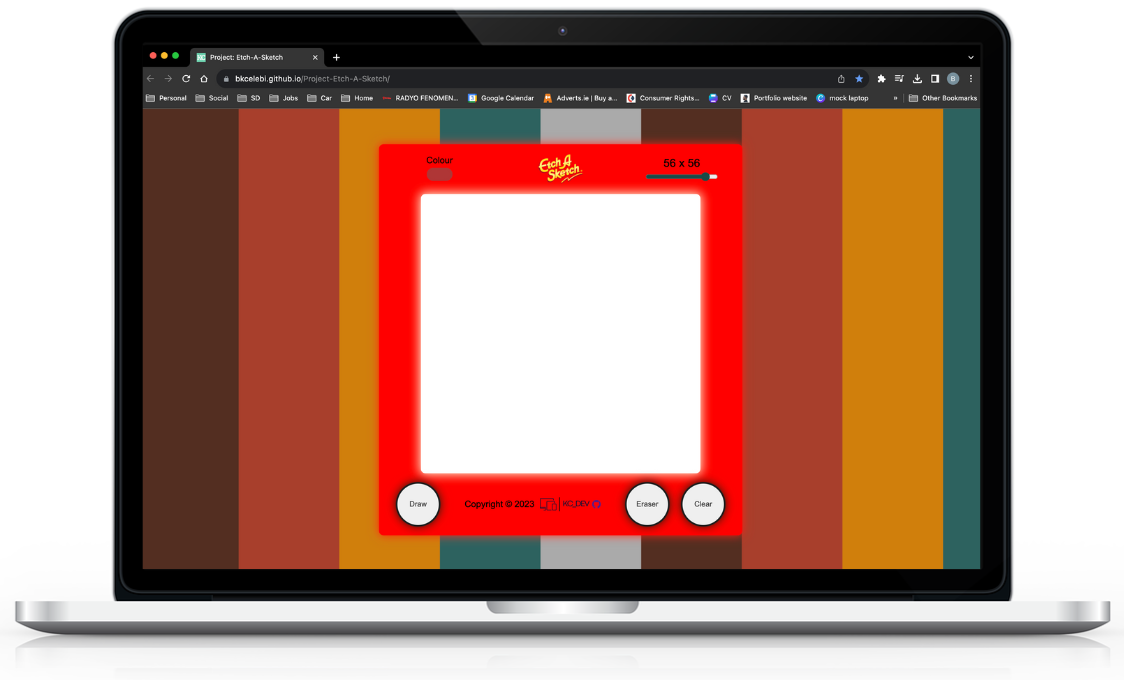 KC Project: Etch-A-Sketch
bkcelebi.github.io/Project-Etch-A-Sketch/
B
Personal Social SD Jobs Car Home RADYO FENOMEN... Google Calendar Adverts.ie | Buy a... Consumer Rights... CV Portfolio website mock laptop » Other Bookmarks
Colour
Etch A
Sketch
56 x 56
Draw
Copyright © 2023
Eraser
Clear